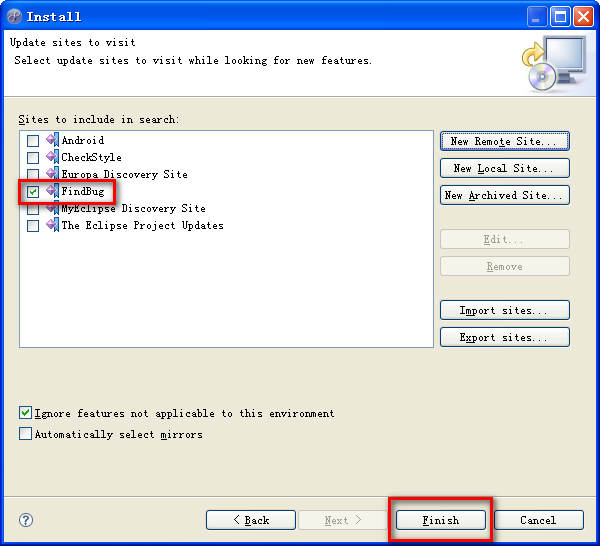 Install
Update sites to visit
Select update sites to visit while looking for new features.
Sites to include in search:
Android
CheckStyle
Europa Discovery Site
FindBug
MyEclipse Discovery Site
The Eclipse Project Updates
New Remote Site...
New Local Site...
New Archived Site...
Edit...
Remove
Import sites...
Export sites...
Ignore features not applicable to this environment
Automatically select mirrors
?
< Back
Next >
Finish
Cancel